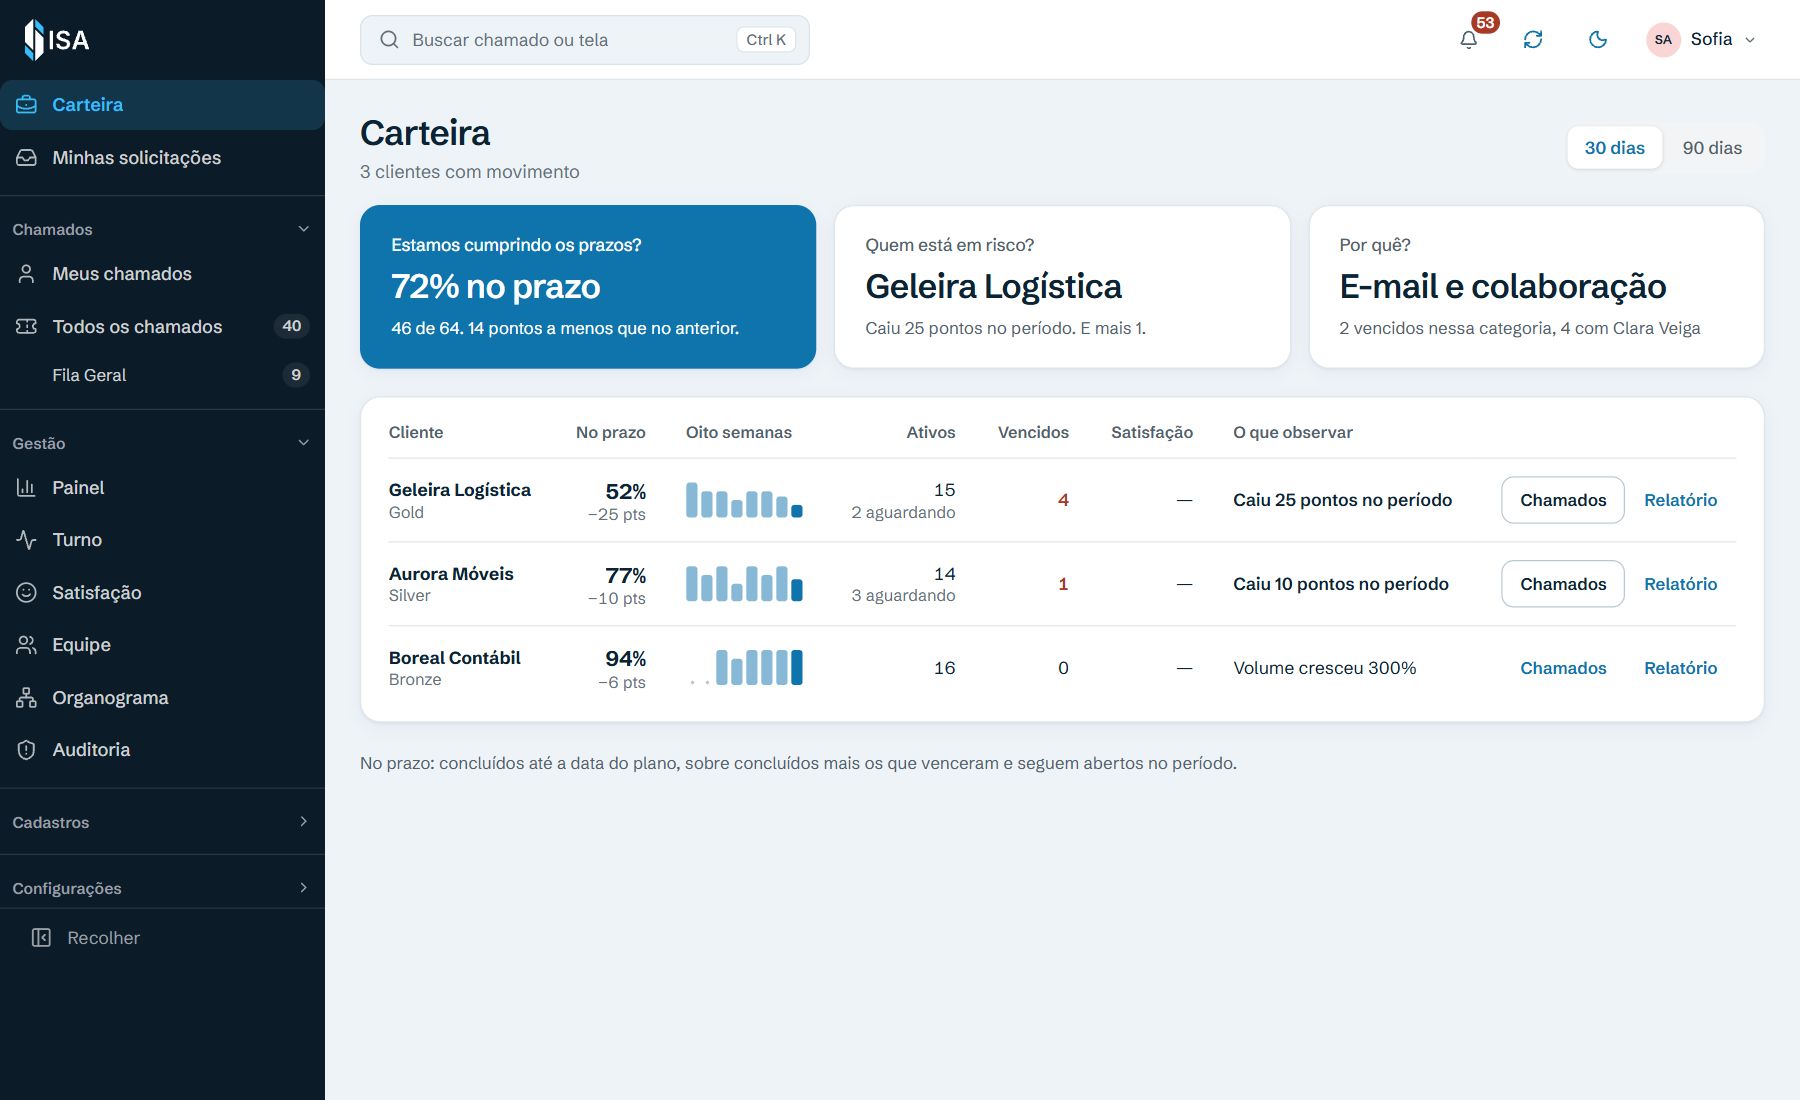 ISA
Buscar chamado ou tela
Ctrl K
53
SA
Sofia
Carteira
Minhas solicitações
Chamados
Meus chamados
Todos os chamados 40
Fila Geral 9
Gestão
Painel
Turno
Satisfação
Equipe
Organograma
Auditoria
Cadastros
Configurações
Recolher
Carteira
3 clientes com movimento
30 dias 90 dias
Estamos cumprindo os prazos?
72% no prazo
46 de 64. 14 pontos a menos que no anterior.
Quem está em risco?
Geleira Logística
Caiu 25 pontos no período. E mais 1.
Por quê?
E-mail e colaboração
2 vencidos nessa categoria, 4 com Clara Veiga
Cliente No prazo Oito semanas Ativos Vencidos Satisfação O que observar
Geleira Logística 52% 15 4 — Caiu 25 pontos no período Chamados Relatório
Gold −25 pts 2 aguardando
Aurora Móveis 77% 14 1 — Caiu 10 pontos no período Chamados Relatório
Silver −10 pts 3 aguardando
Boreal Contábil 94% 16 0 — Volume cresceu 300% Chamados Relatório
Bronze −6 pts
No prazo: concluídos até a data do plano, sobre concluídos mais os que venceram e seguem abertos no período.